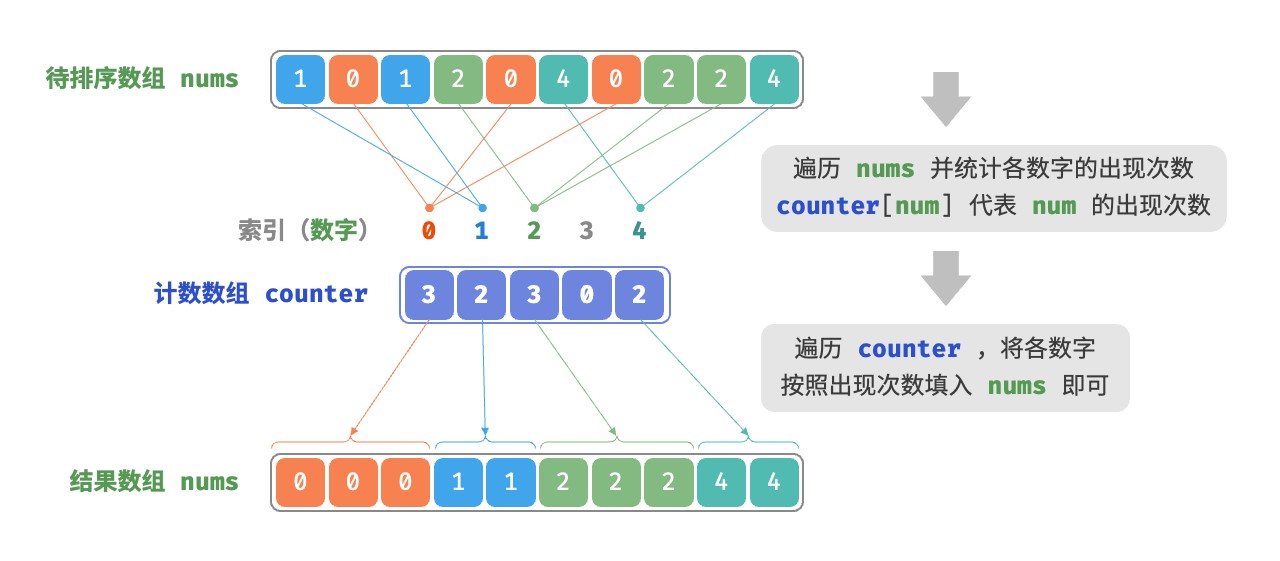 待排序数组 nums 1 0 1 2 0 4 0 2 2 4
遍历 nums 并统计各数字的出现次数
counter[num] 代表 num 的出现次数
索引（数字） 0 1 2 3 4
计数数组 counter 3 2 3 0 2
遍历 counter ，将各数字
按照出现次数填入 nums 即可
结果数组 nums 0 0 0 1 1 2 2 2 4 4